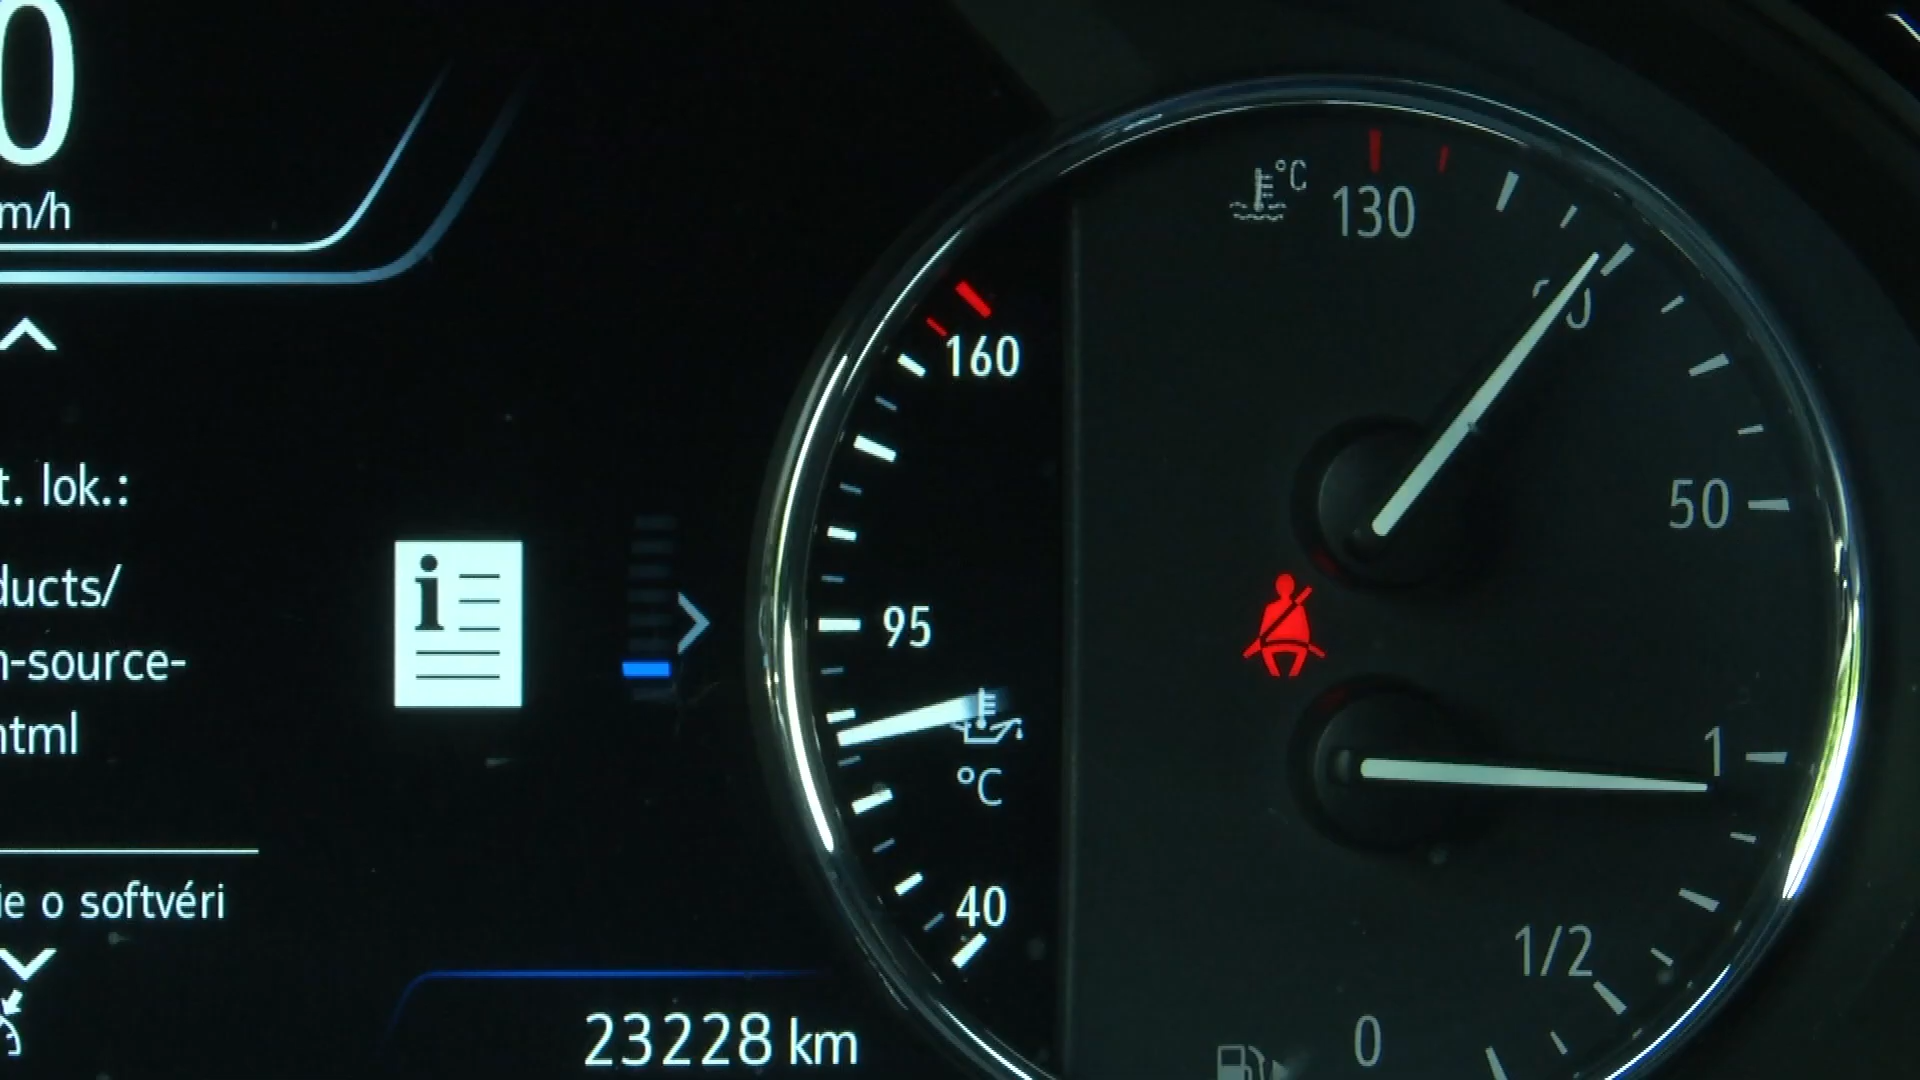 0
m/h
t. lok.:
ducts/
n-source-
html
ie o softvéri
23228 km
160
95
°C
40
°C
130
50
1
1/2
0